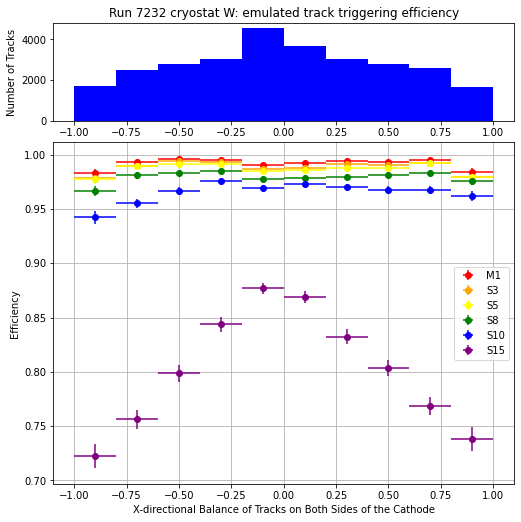 Run 7232 cryostat W: emulated track triggering efficiency
Number of Tracks
4000
2000
0
−1.00 −0.75 −0.50 −0.25 0.00 0.25 0.50 0.75 1.00
Efficiency
1.00
0.95
0.90
0.85
0.80
0.75
0.70
M1
S3
S5
S8
S10
S15
−1.00 −0.75 −0.50 −0.25 0.00 0.25 0.50 0.75 1.00
X-directional Balance of Tracks on Both Sides of the Cathode